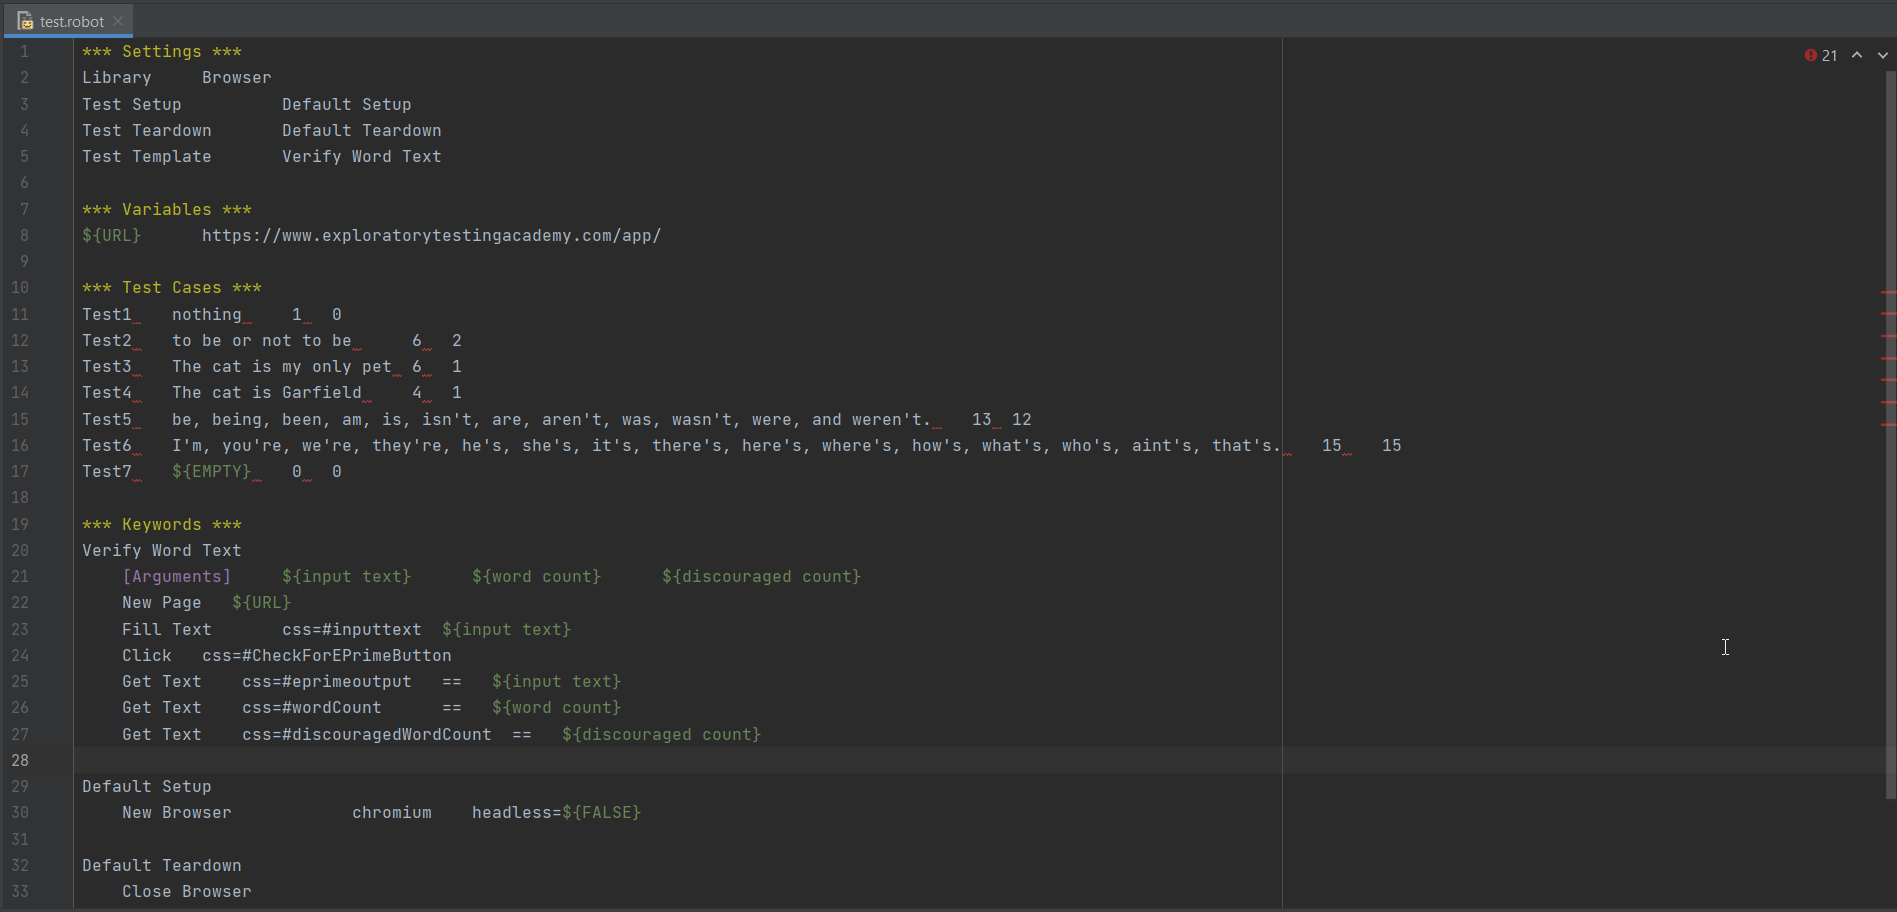 test.robot
21
1 *** Settings ***
2 Library     Browser
3 Test Setup          Default Setup
4 Test Teardown       Default Teardown
5 Test Template       Verify Word Text
6
7 *** Variables ***
8 ${URL}      https://www.exploratorytestingacademy.com/app/
9
10 *** Test Cases ***
11 Test1    nothing     1   0
12 Test2    to be or not to be      6   2
13 Test3    The cat is my only pet  6   1
14 Test4    The cat is Garfield     4   1
15 Test5    be, being, been, am, is, isn't, are, aren't, was, wasn't, were, and weren't.    13  12
16 Test6    I'm, you're, we're, they're, he's, she's, it's, there's, here's, where's, how's, what's, who's, aint's, that's.    15    15
17 Test7    ${EMPTY}    0   0
18
19 *** Keywords ***
20 Verify Word Text
21     [Arguments]     ${input text}      ${word count}      ${discouraged count}
22     New Page   ${URL}
23     Fill Text       css=#inputtext  ${input text}
24     Click   css=#CheckForEPrimeButton
25     Get Text    css=#eprimeoutput   ==   ${input text}
26     Get Text    css=#wordCount      ==   ${word count}
27     Get Text    css=#discouragedWordCount  ==   ${discouraged count}
28
29 Default Setup
30     New Browser            chromium    headless=${FALSE}
31
32 Default Teardown
33     Close Browser